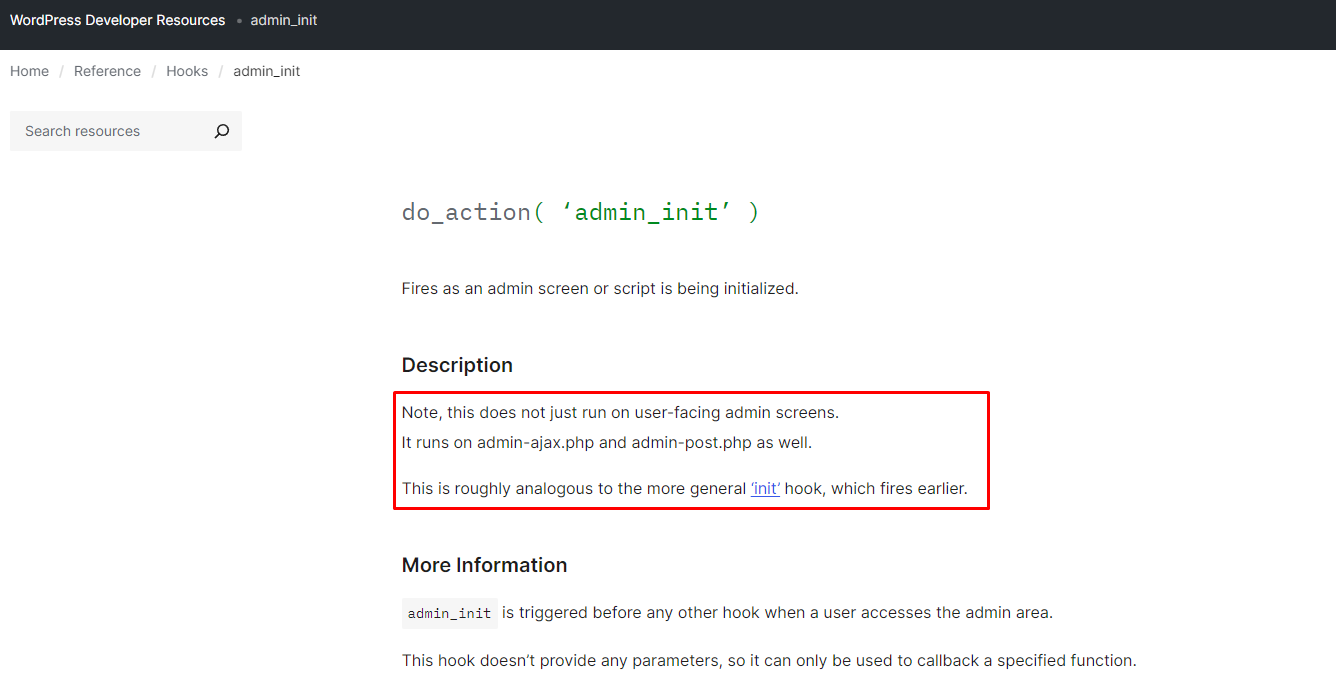 WordPress Developer Resources • admin_init
Home / Reference / Hooks / admin_init
Search resources
do_action( ‘admin_init’ )
Fires as an admin screen or script is being initialized.
Description
Note, this does not just run on user-facing admin screens.
It runs on admin-ajax.php and admin-post.php as well.
This is roughly analogous to the more general ‘init’ hook, which fires earlier.
More Information
admin_init is triggered before any other hook when a user accesses the admin area.
This hook doesn’t provide any parameters, so it can only be used to callback a specified function.